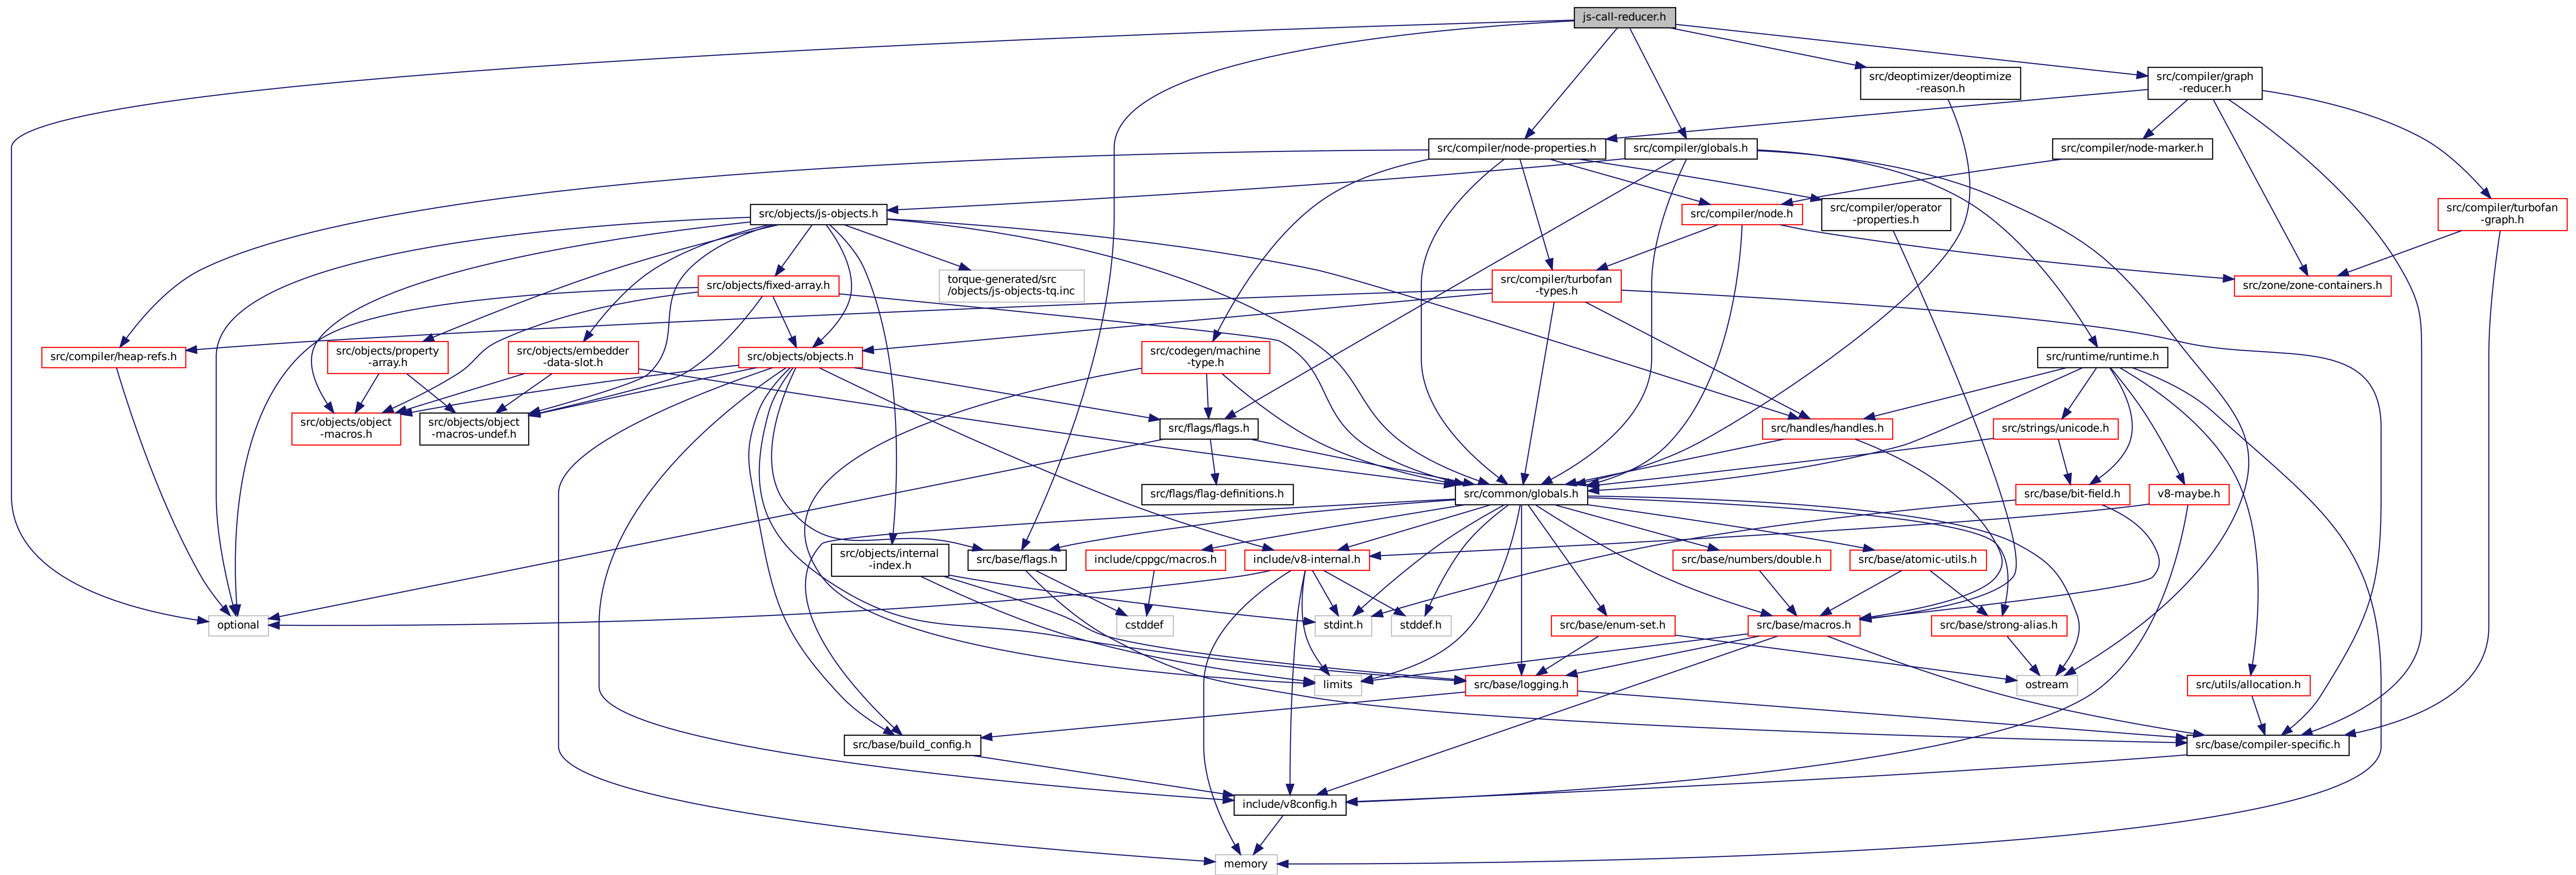 js-call-reducer.h
src/deoptimizer/deoptimize
-reason.h
src/compiler/graph
-reducer.h
src/compiler/node-properties.h
src/compiler/globals.h
src/compiler/node-marker.h
src/objects/js-objects.h
src/compiler/node.h
src/compiler/operator
-properties.h
src/compiler/turbofan
-graph.h
src/objects/fixed-array.h
torque-generated/src
/objects/js-objects-tq.inc
src/compiler/turbofan
-types.h
src/zone/zone-containers.h
src/compiler/heap-refs.h
src/objects/property
-array.h
src/objects/embedder
-data-slot.h
src/objects/objects.h
src/codegen/machine
-type.h
src/runtime/runtime.h
src/objects/object
-macros.h
src/objects/object
-macros-undef.h
src/flags/flags.h
src/handles/handles.h
src/strings/unicode.h
src/flags/flag-definitions.h
src/common/globals.h
src/base/bit-field.h
v8-maybe.h
src/objects/internal
-index.h
src/base/flags.h
include/cppgc/macros.h
include/v8-internal.h
src/base/numbers/double.h
src/base/atomic-utils.h
optional
cstddef
stdint.h
stddef.h
src/base/enum-set.h
src/base/macros.h
src/base/strong-alias.h
limits
src/base/logging.h
ostream
src/utils/allocation.h
src/base/build_config.h
src/base/compiler-specific.h
include/v8config.h
memory